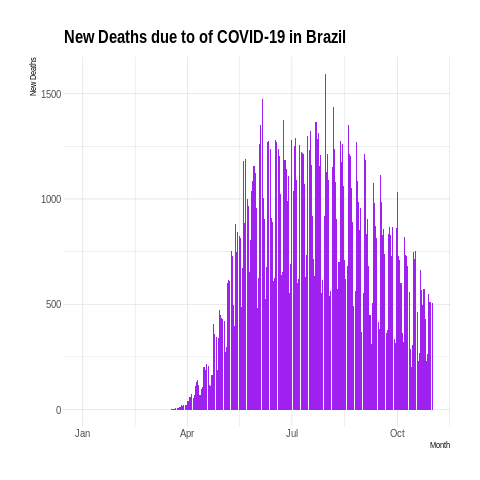 New Deaths due to of COVID-19 in Brazil
New Deaths
1500
1000
500
0
Jan Apr Jul Oct
Month